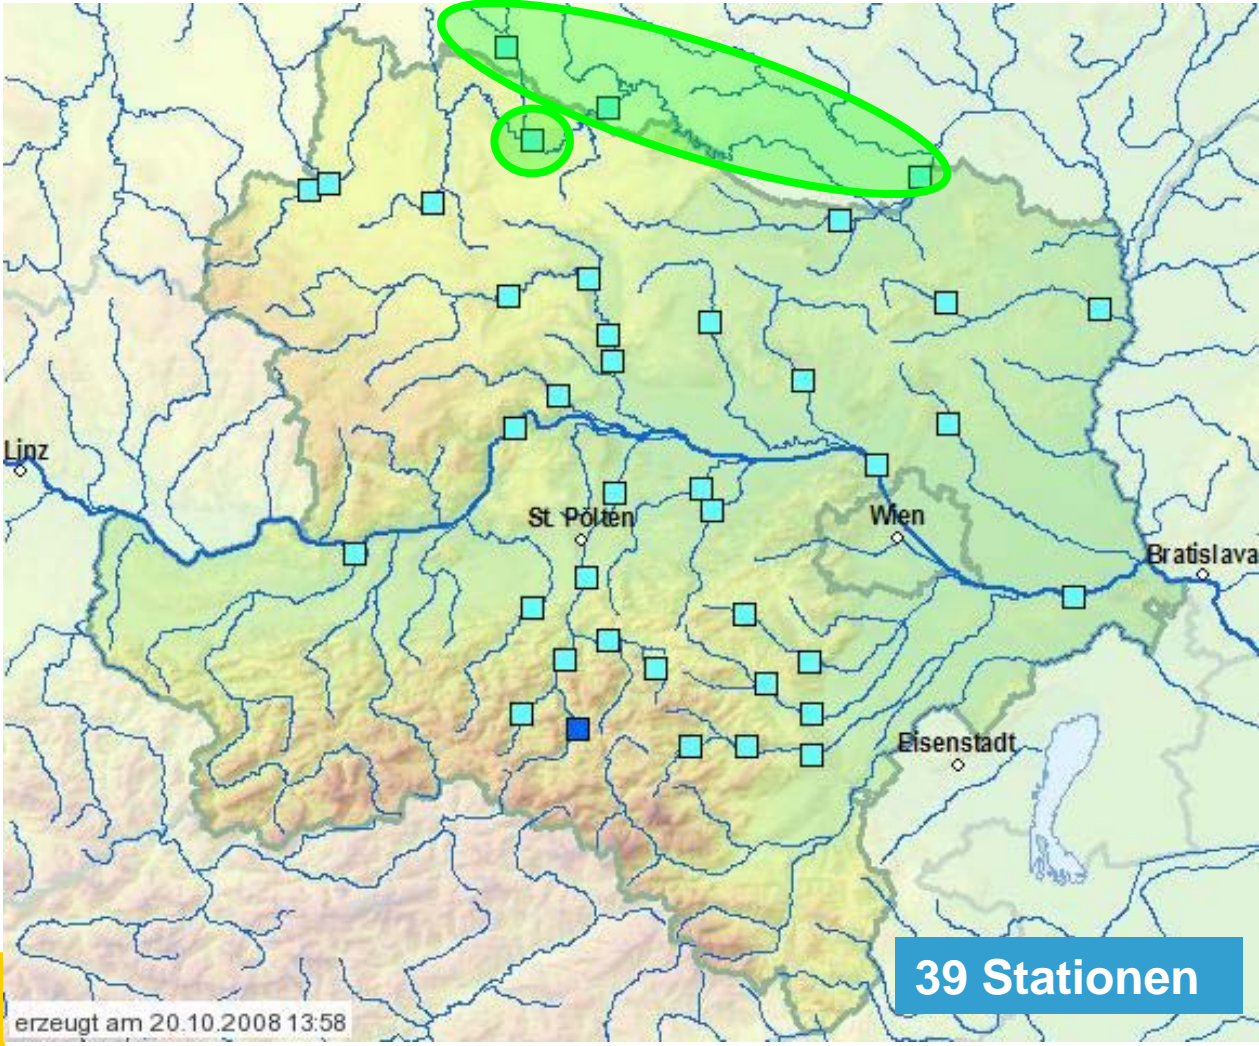 Linz
St. Pölten
Wien
Bratislava
Eisenstadt
39 Stationen
erzeugt am 20.10.2008 13:58